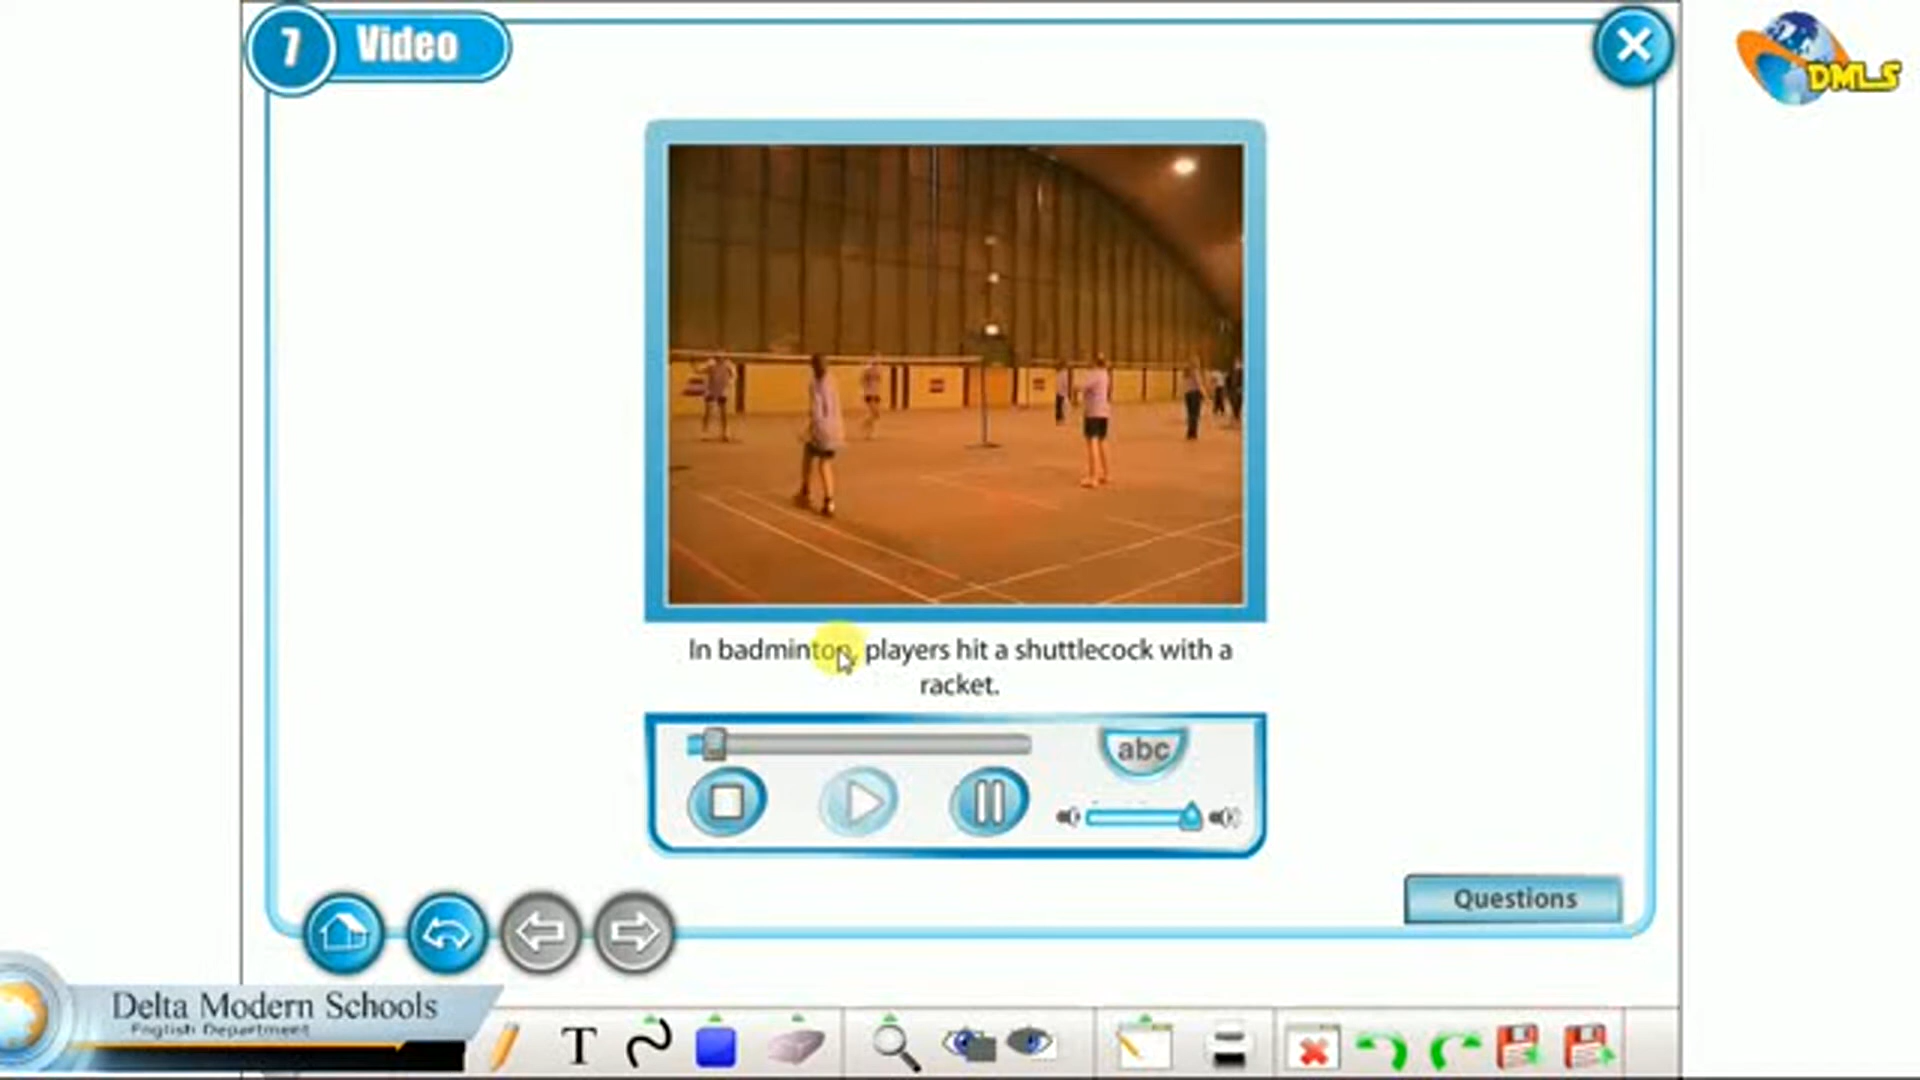 7 Video
DMLS
In badminton, players hit a shuttlecock with a
racket.
abc
Questions
Delta Modern Schools
English Department
T